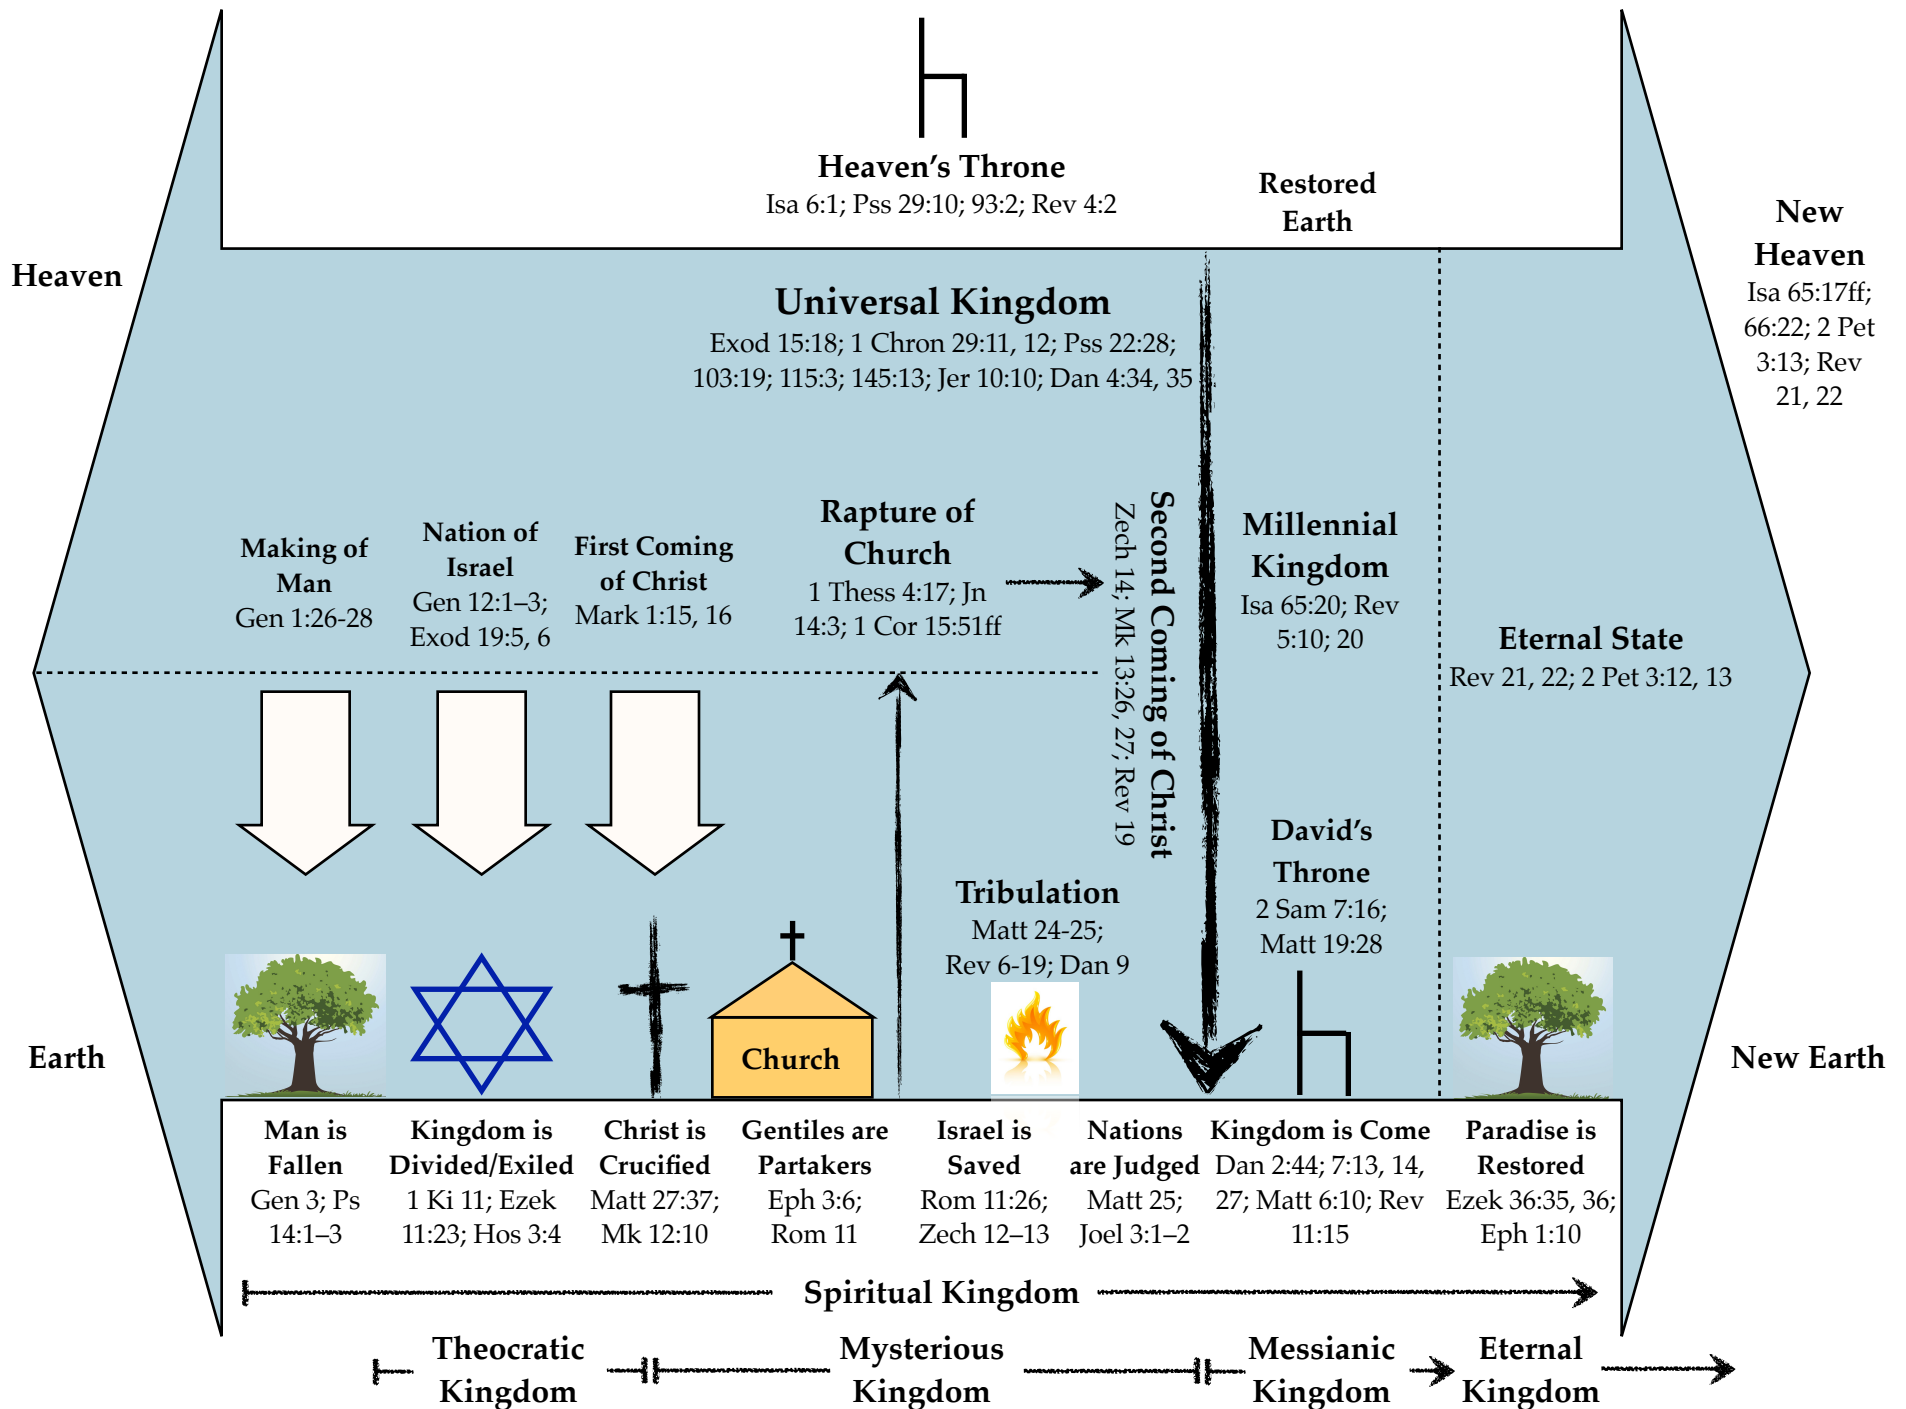 Heaven's Throne
Isa 6:1; Pss 29:10; 93:2; Rev 4:2
Restored
Earth
New
Heaven
Isa 65:17ff;
66:22; 2 Pet
3:13; Rev
21, 22
Heaven
Universal Kingdom
Exod 15:18; 1 Chron 29:11, 12; Pss 22:28;
103:19; 115:3; 145:13; Jer 10:10; Dan 4:34, 35
Making of
Man
Gen 1:26-28
Nation of
Israel
Gen 12:1–3;
Exod 19:5, 6
First Coming
of Christ
Mark 1:15, 16
Rapture of
Church
1 Thess 4:17; Jn
14:3; 1 Cor 15:51ff
Second Coming of Christ
Zech 14; Mk 13:26, 27; Rev 19
Millennial
Kingdom
Isa 65:20; Rev
5:10; 20
Eternal State
Rev 21, 22; 2 Pet 3:12, 13
Tribulation
Matt 24-25;
Rev 6-19; Dan 9
David's
Throne
2 Sam 7:16;
Matt 19:28
Earth
Church
New Earth
Man is
Fallen
Gen 3; Ps
14:1–3
Kingdom is
Divided/Exiled
1 Ki 11; Ezek
11:23; Hos 3:4
Christ is
Crucified
Matt 27:37;
Mk 12:10
Gentiles are
Partakers
Eph 3:6;
Rom 11
Israel is
Saved
Rom 11:26;
Zech 12–13
Nations
are Judged
Matt 25;
Joel 3:1–2
Kingdom is Come
Dan 2:44; 7:13, 14,
27; Matt 6:10; Rev
11:15
Paradise is
Restored
Ezek 36:35, 36;
Eph 1:10
Spiritual Kingdom
Theocratic
Kingdom
Mysterious
Kingdom
Messianic
Kingdom
Eternal
Kingdom